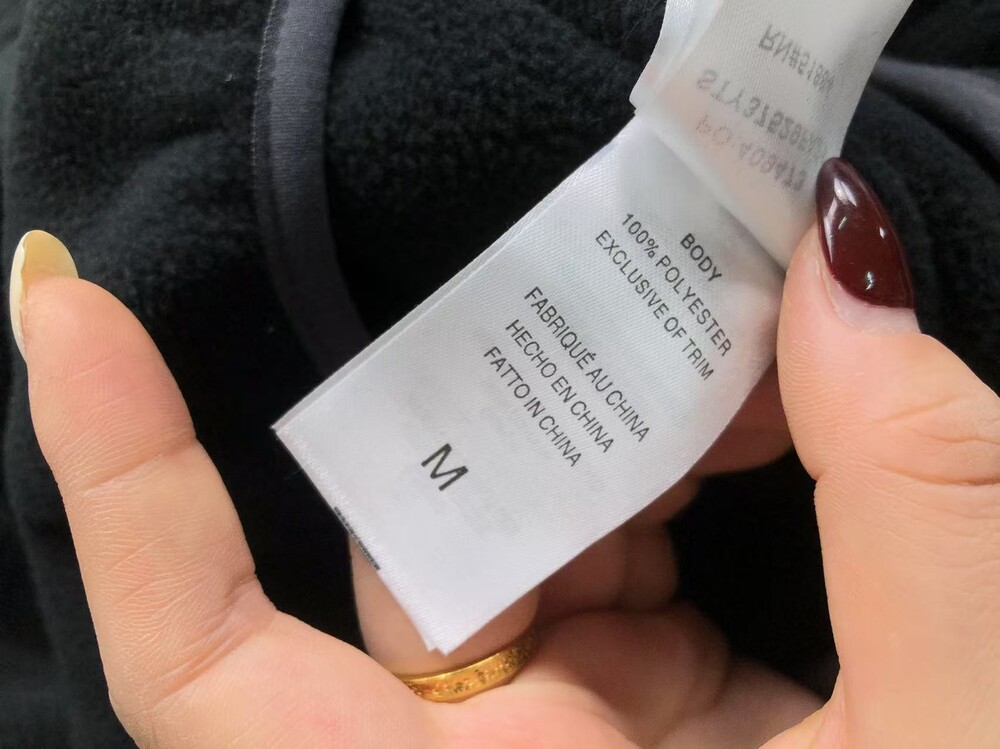 BODY
100% POLYESTER
EXCLUSIVE OF TRIM
FABRIQUÉ AU CHINA
HECHO EN CHINA
FATTO IN CHINA
M